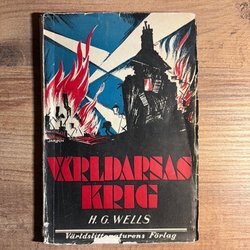 VÄRLDARNAS
KRIG
H. G. WELLS
Världslitteraturens Förlag